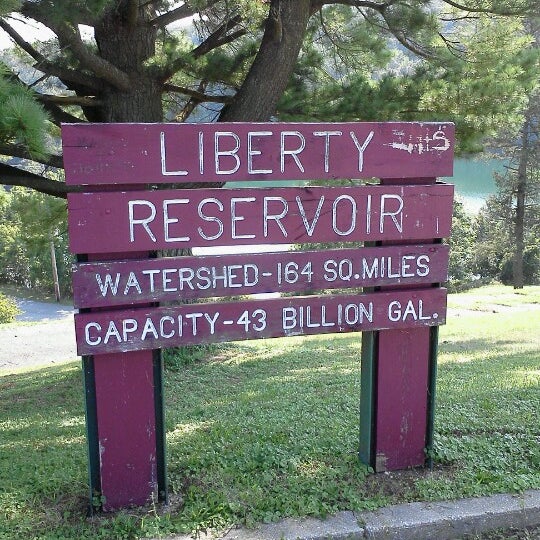 LIBERTY
RESERVOIR
WATERSHED-164 SQ.MILES
CAPACITY-43 BILLION GAL.